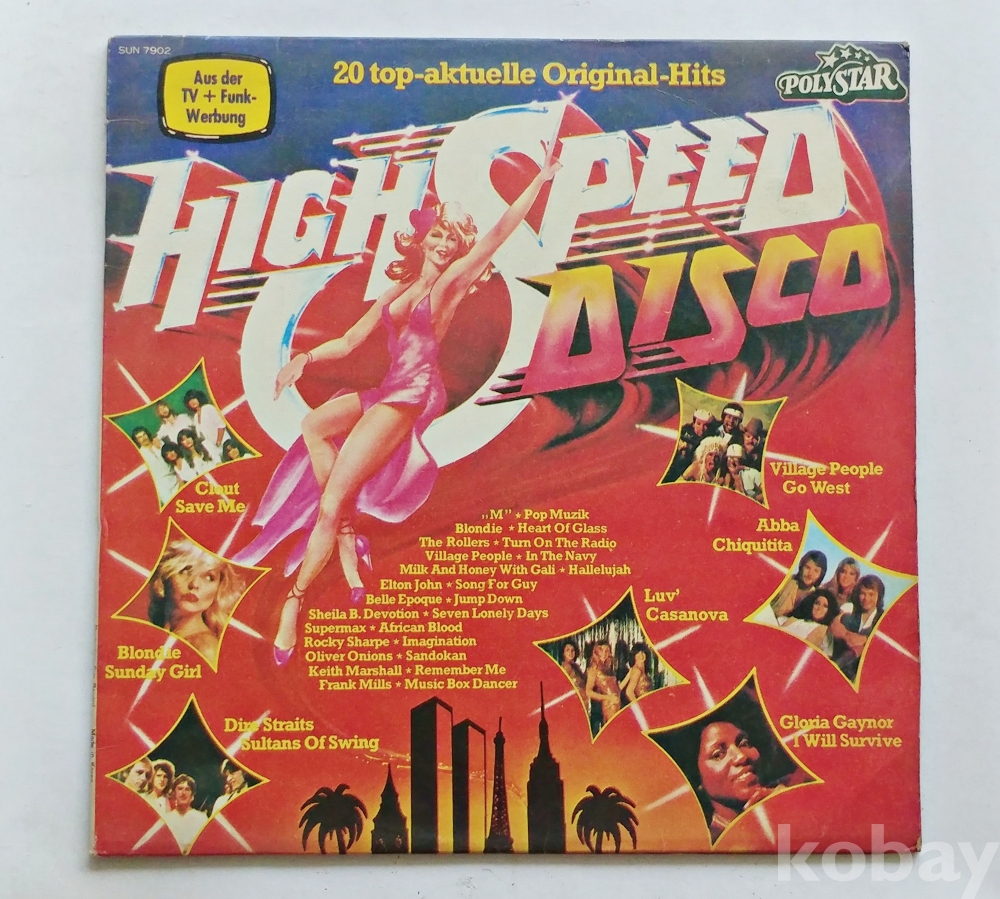 SUN 7902
Aus der
TV + Funk-
Werbung
20 top-aktuelle Original-Hits
POLYSTAR
HIGH SPEED
DISCO
Clout
Save Me
Village People
Go West
Abba
Chiquitita
„M” ★ Pop Muzik
Blondie ★ Heart Of Glass
The Rollers ★ Turn On The Radio
Village People ★ In The Navy
Milk And Honey With Gali ★ Hallelujah
Elton John ★ Song For Guy
Belle Epoque ★ Jump Down
Sheila B. Devotion ★ Seven Lonely Days
Supermax ★ African Blood
Rocky Sharpe ★ Imagination
Oliver Onions ★ Sandokan
Keith Marshall ★ Remember Me
Frank Mills ★ Music Box Dancer
Luv'
Casanova
Blondie
Sunday Girl
Dire Straits
Sultans Of Swing
Gloria Gaynor
I Will Survive
kobay